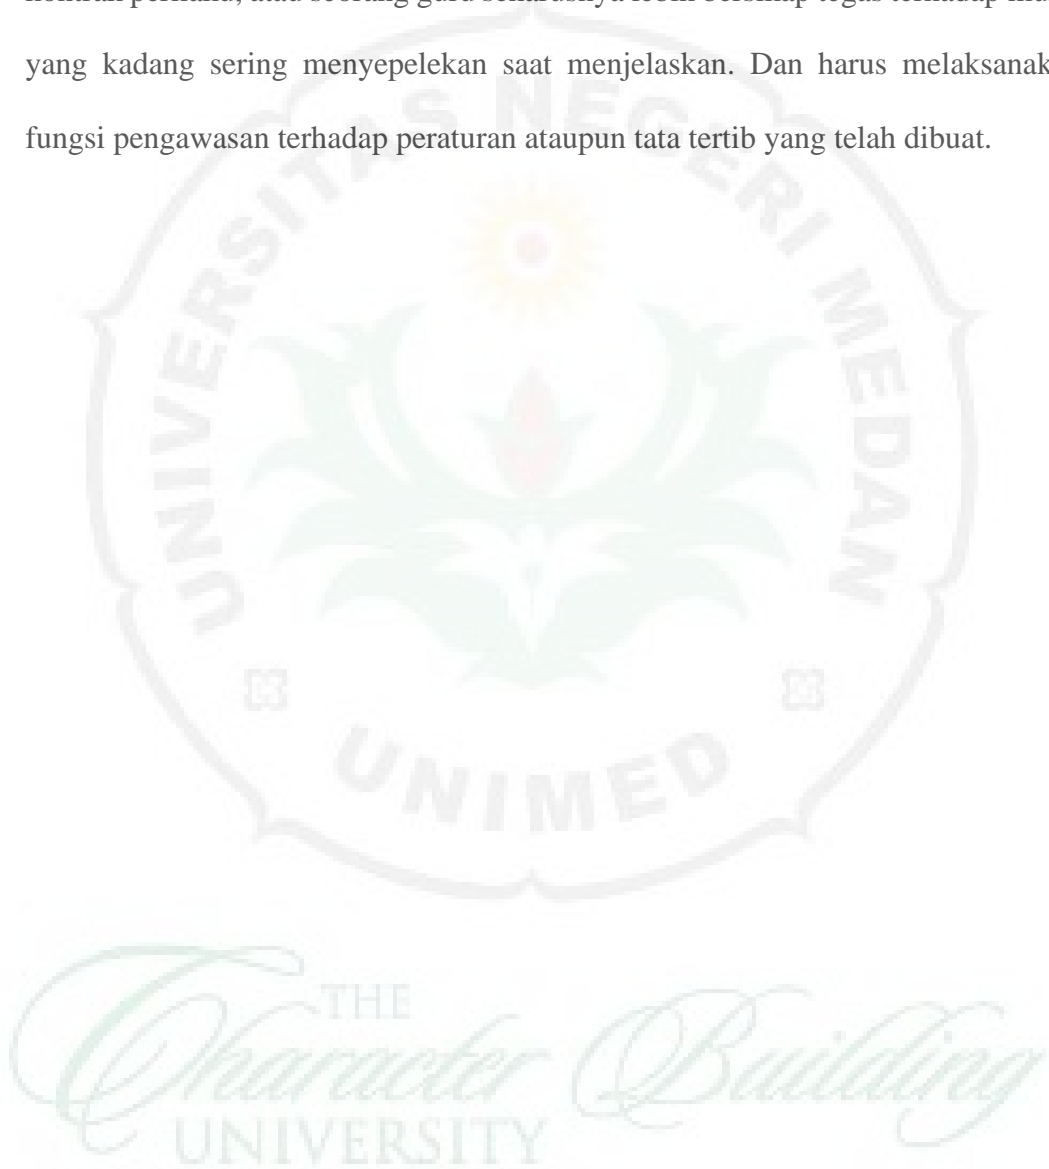 yang kadang sering menyepelekan saat menjelaskan. Dan harus melaksanak
fungsi pengawasan terhadap peraturan ataupun tata tertib yang telah dibuat.
UNIVERSITAS NEGERI MEDAN
UNIMED
THE
Character Building
UNIVERSITY